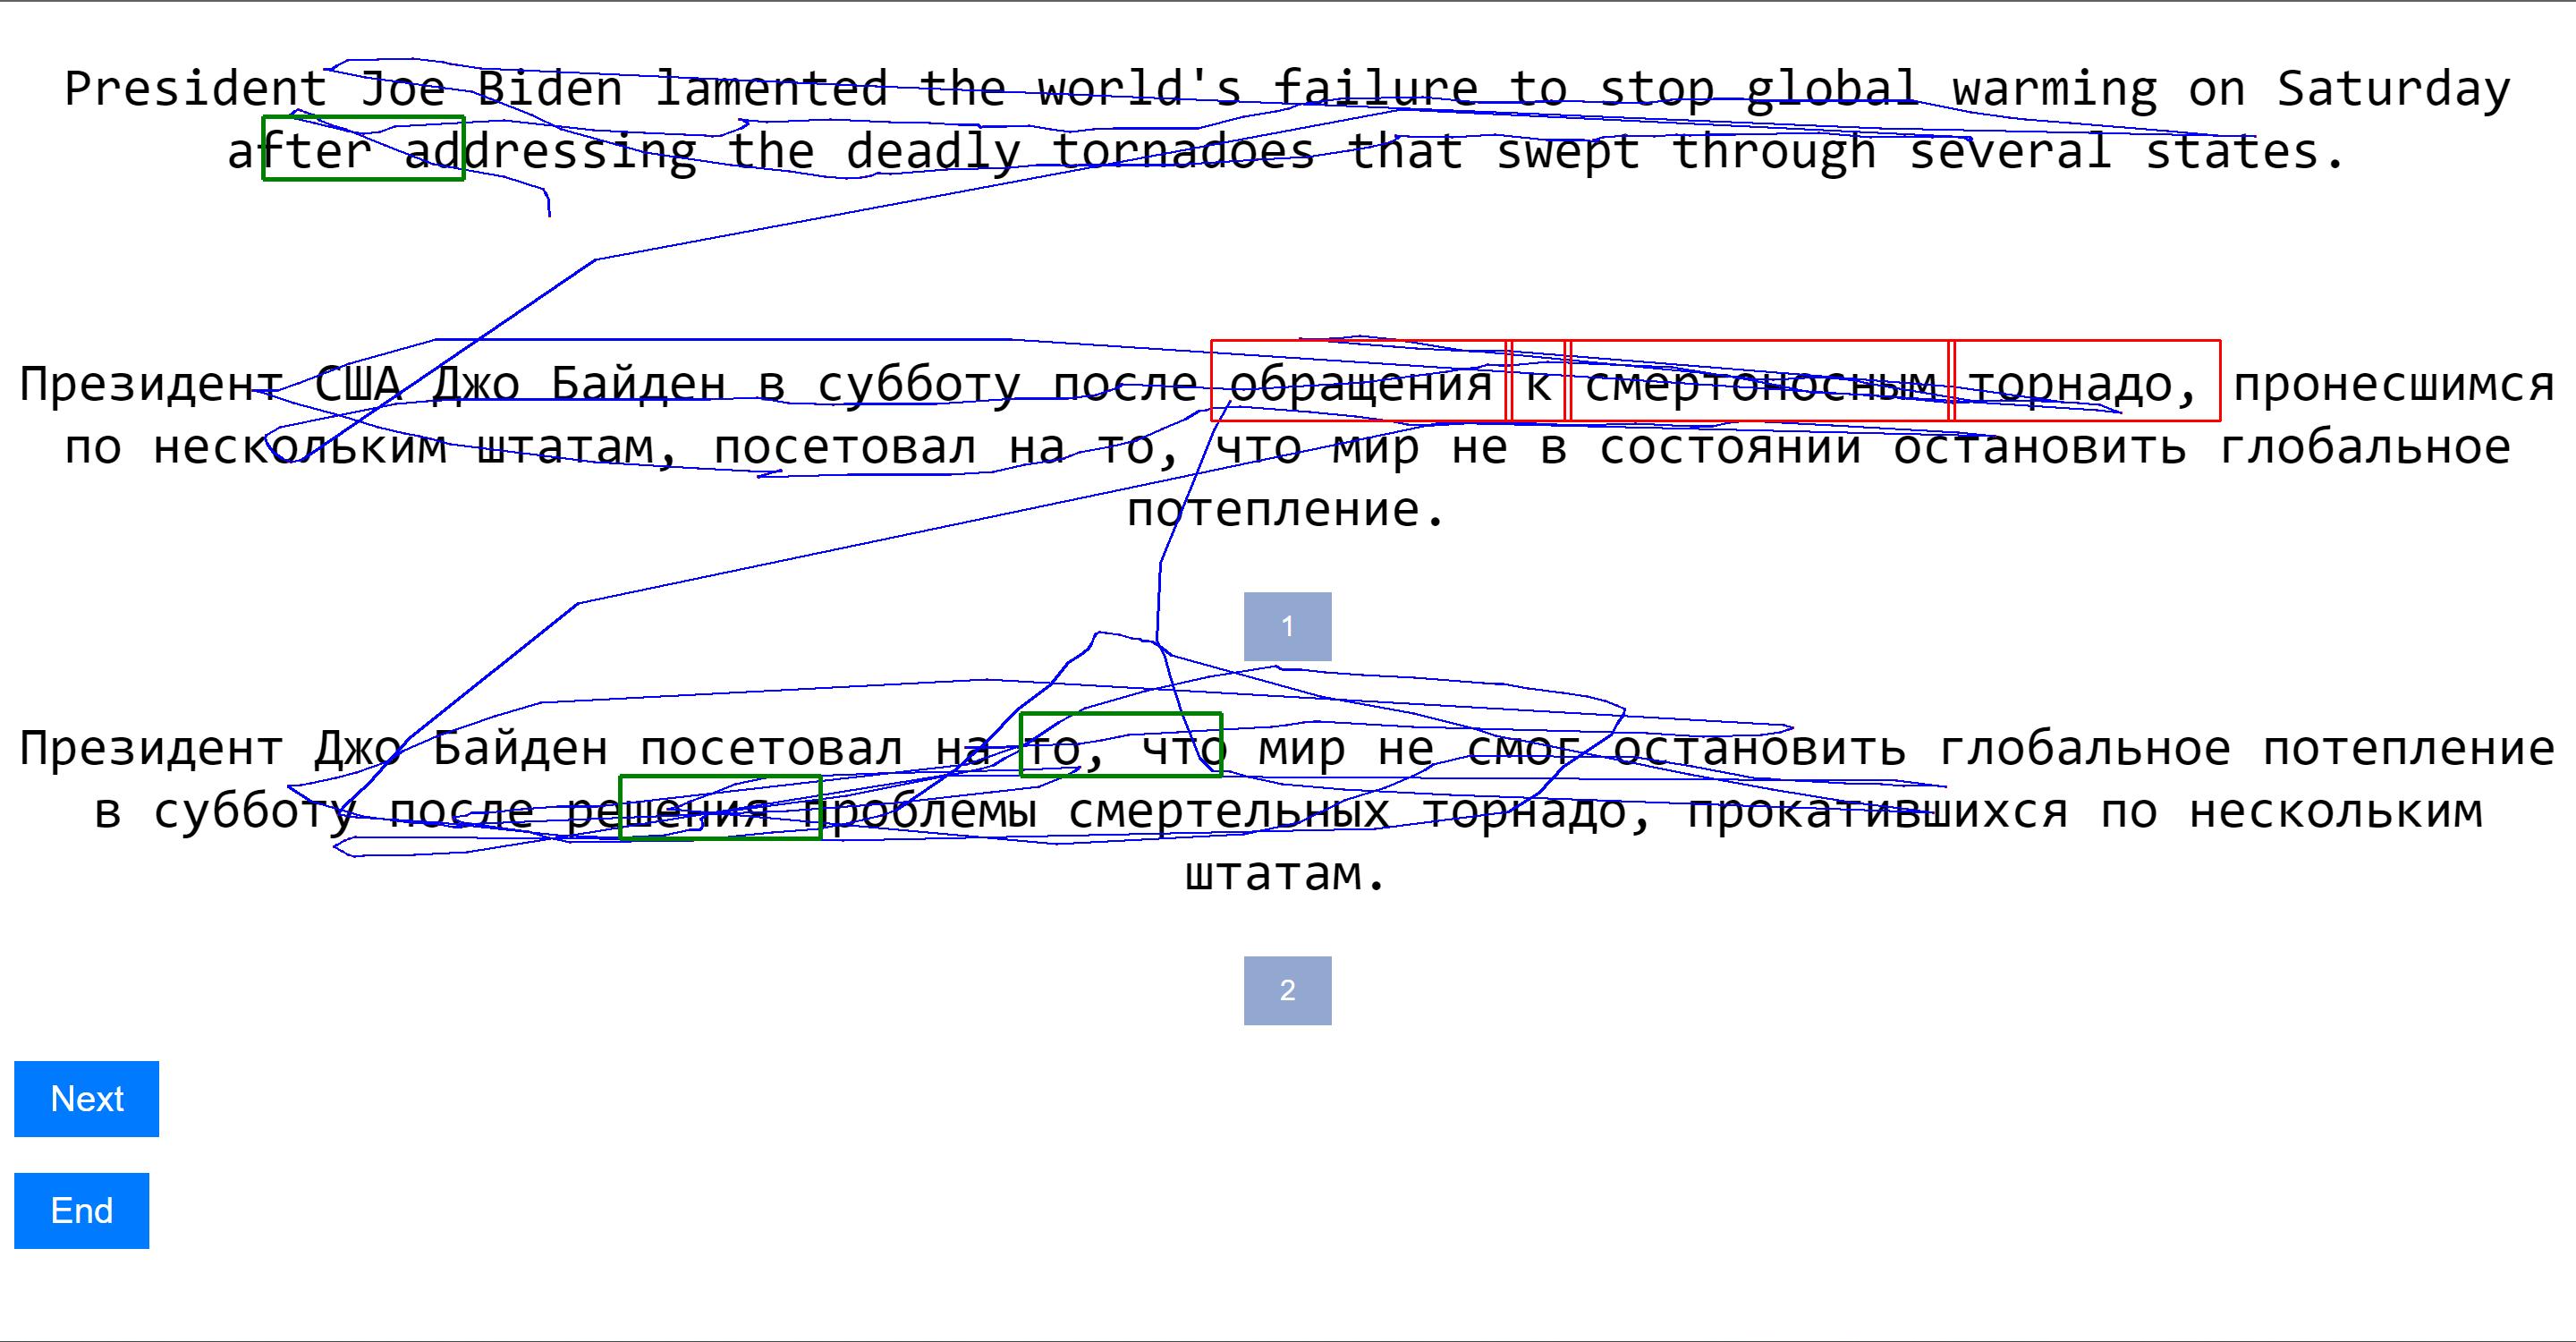 President Joe Biden lamented the world's failure to stop global warming on Saturday
after addressing the deadly tornadoes that swept through several states.
Президент США Джо Байден в субботу после обращения к смертоносным торнадо, пронесшимся
по нескольким штатам, посетовал на то, что мир не в состоянии остановить глобальное
потепление.
1
Президент Джо Байден посетовал на то, что мир не смог остановить глобальное потепление
в субботу после решения проблемы смертельных торнадо, прокатившихся по нескольким
штатам.
2
Next
End